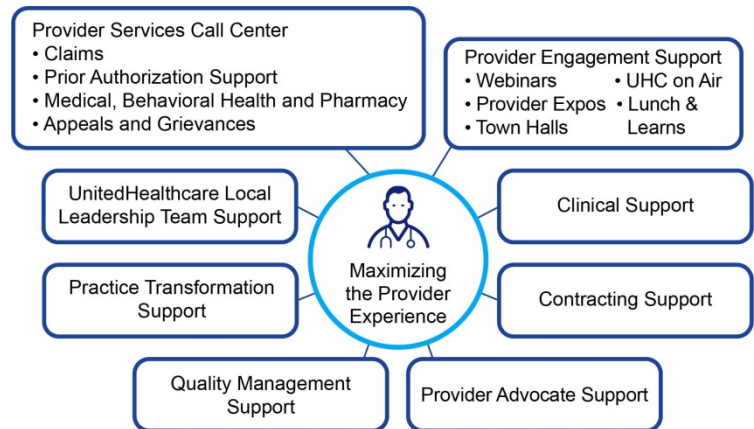 Provider Services Call Center
• Claims
• Prior Authorization Support
• Medical, Behavioral Health and Pharmacy
• Appeals and Grievances
Provider Engagement Support
• Webinars • UHC on Air
• Provider Expos • Lunch &
• Town Halls Learns
UnitedHealthcare Local
Leadership Team Support
Clinical Support
Maximizing
the Provider
Experience
Practice Transformation
Support
Contracting Support
Quality Management
Support
Provider Advocate Support